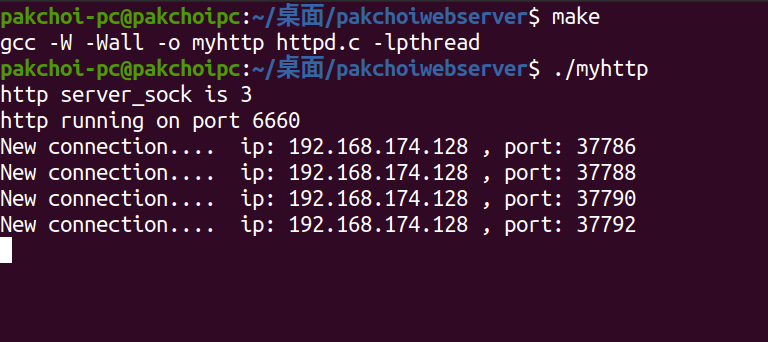 pakchoi-pc@pakchoipc:~/桌面/pakchoiwebserver$ make
gcc -W -Wall -o myhttp httpd.c -lpthread
pakchoi-pc@pakchoipc:~/桌面/pakchoiwebserver$ ./myhttp
http server_sock is 3
http running on port 6660
New connection....  ip: 192.168.174.128 , port: 37786
New connection....  ip: 192.168.174.128 , port: 37788
New connection....  ip: 192.168.174.128 , port: 37790
New connection....  ip: 192.168.174.128 , port: 37792